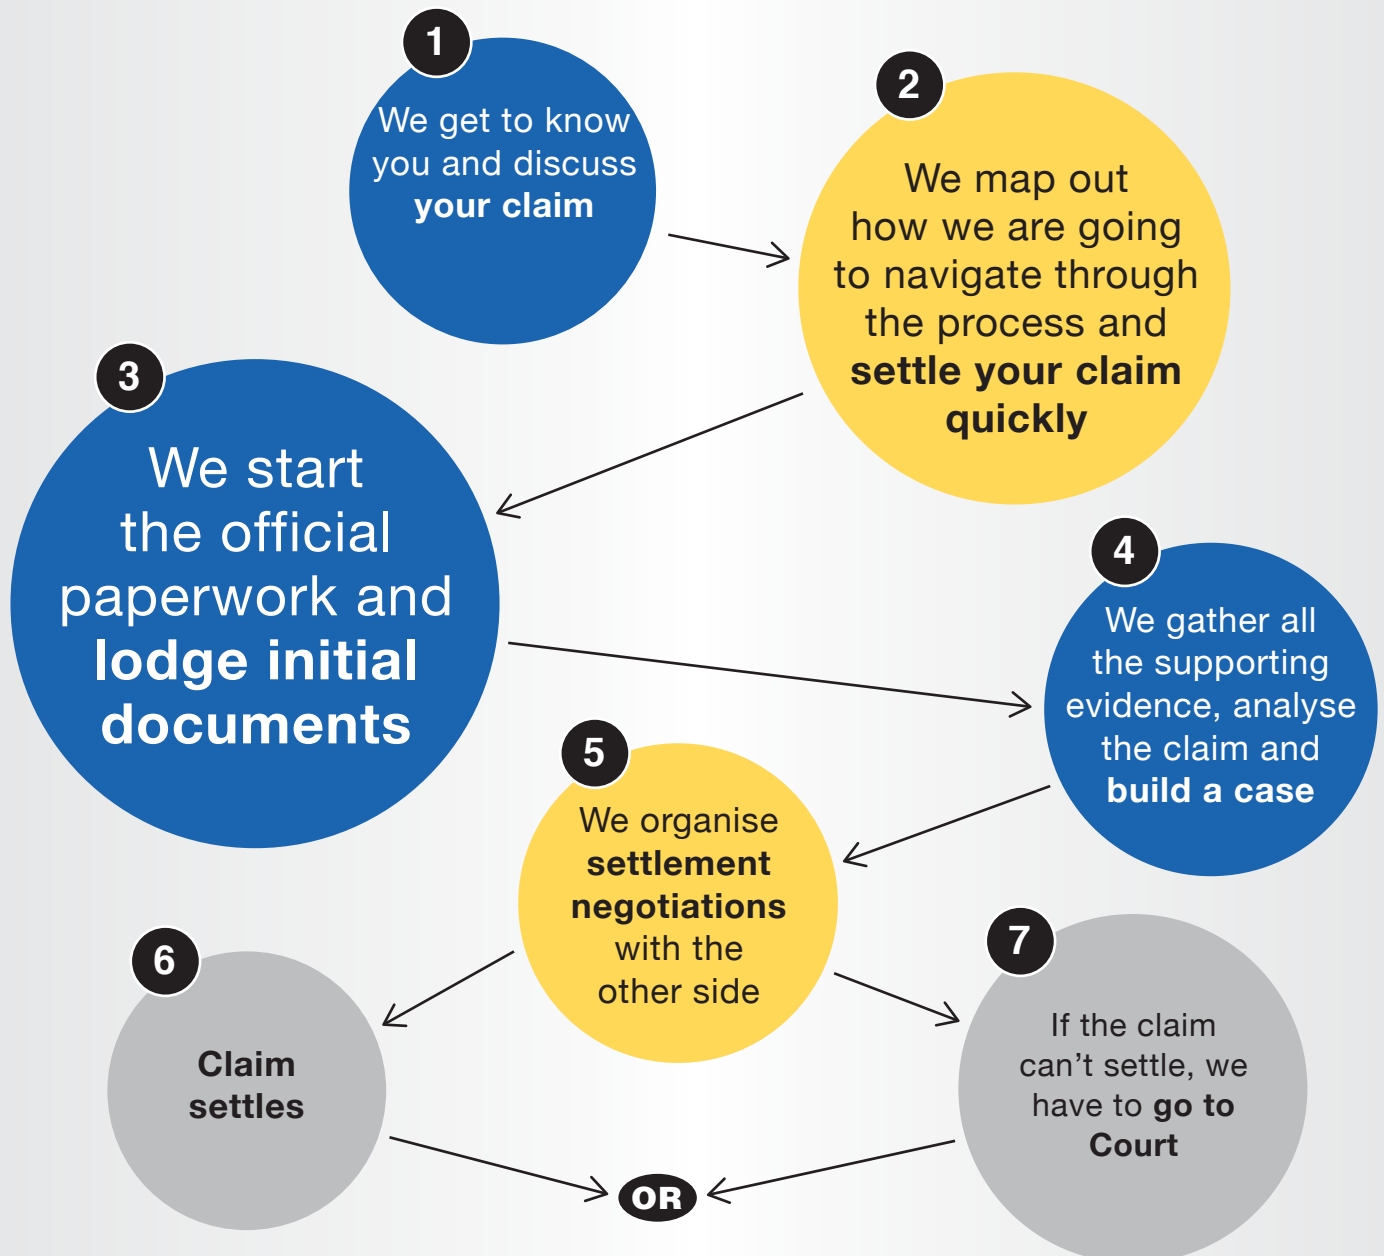 1
We get to know
you and discuss
your claim
2
We map out
how we are going
to navigate through
the process and
settle your claim
quickly
3
We start
the official
paperwork and
lodge initial
documents
4
We gather all
the supporting
evidence, analyse
the claim and
build a case
5
We organise
settlement
negotiations
with the
other side
6
Claim
settles
7
If the claim
can't settle, we
have to go to
Court
OR